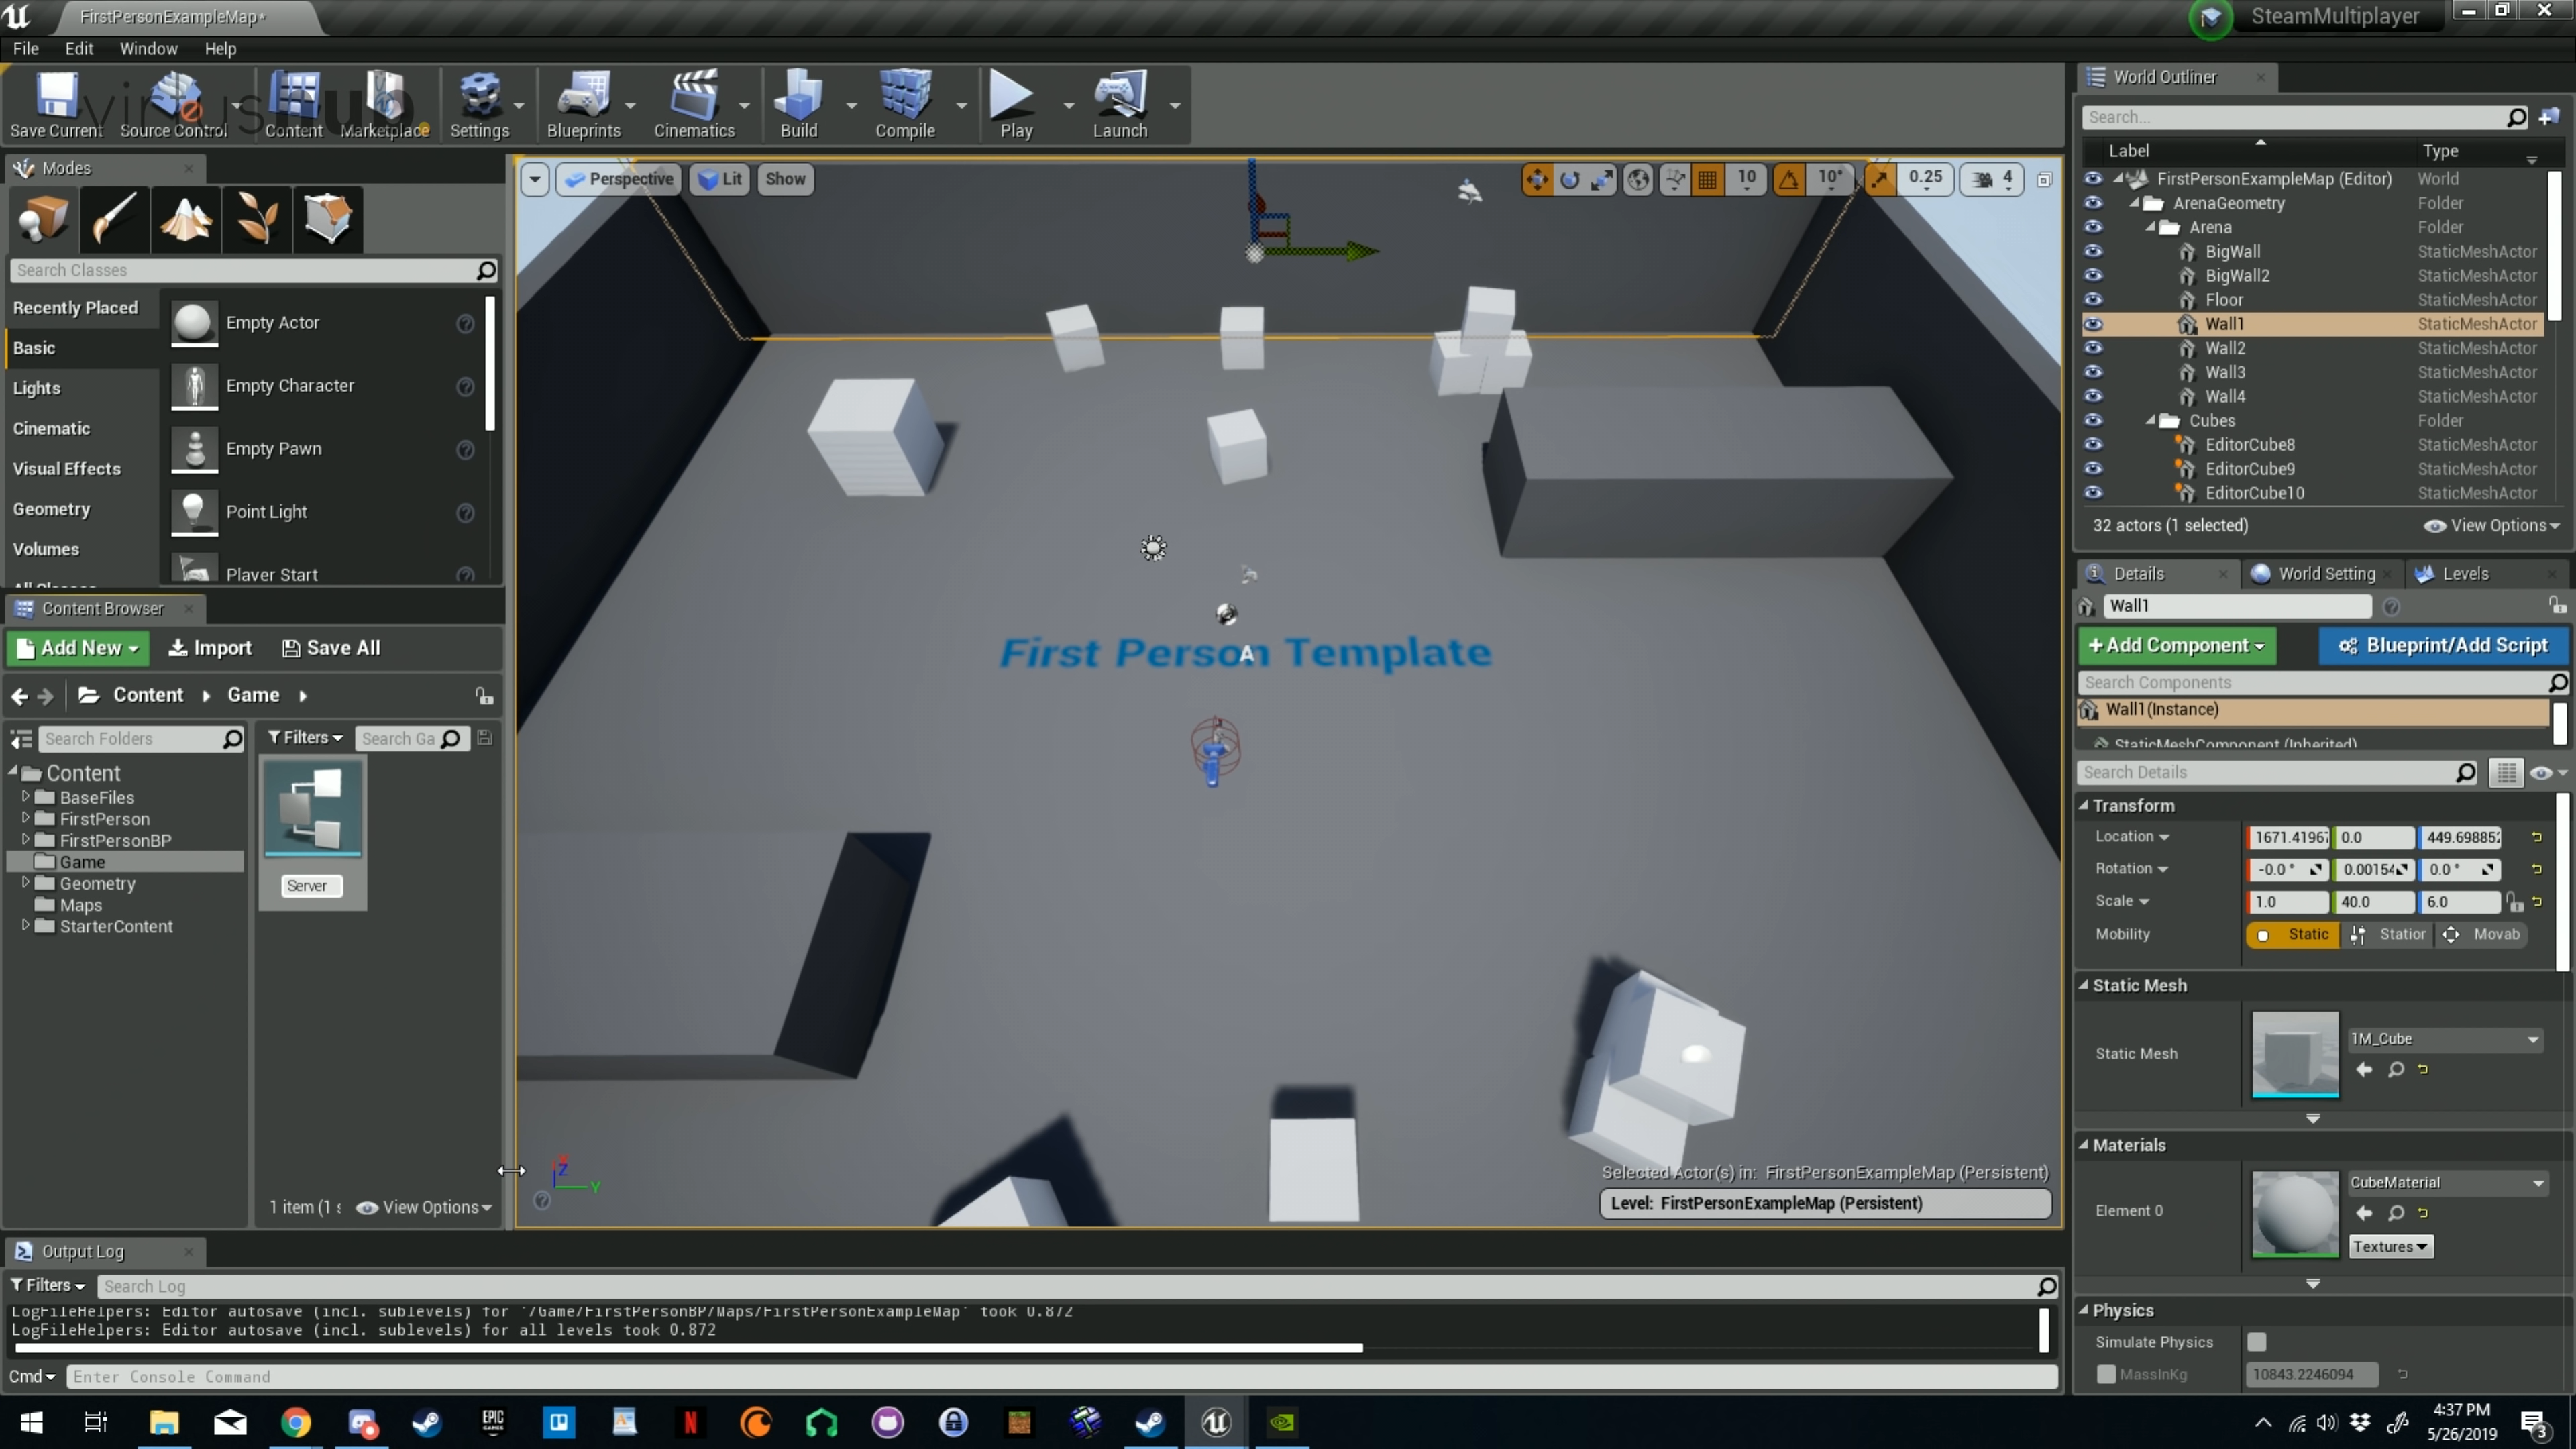 FirstPersonExampleMap*
SteamMultiplayer
File Edit Window Help
virtushub
Save Current Source Control Content Marketplace Settings Blueprints Cinematics Build Compile Play Launch
Modes
Search Classes
Recently Placed
Basic
Lights
Cinematic
Visual Effects
Geometry
Volumes
All Classes
Empty Actor
Empty Character
Empty Pawn
Point Light
Player Start
Content Browser
Add New Import Save All
Content Game
Search Folders
Filters Search Ga
Content
BaseFiles
FirstPerson
FirstPersonBP
Game
Geometry
Maps
StarterContent
Server
1 item (1 s View Options
Perspective Lit Show
10 10° 0.25 4
First Person Template
A
Z
Y
Selected Actor(s) in: FirstPersonExampleMap (Persistent)
Level: FirstPersonExampleMap (Persistent)
Output Log
Filters Search Log
LogFileHelpers: Editor autosave (incl. sublevels) for '/Game/FirstPersonBP/Maps/FirstPersonExampleMap' took 0.872
LogFileHelpers: Editor autosave (incl. sublevels) for all levels took 0.872
Cmd Enter Console Command
World Outliner
Search...
Label Type
FirstPersonExampleMap (Editor) World
ArenaGeometry Folder
Arena Folder
BigWall StaticMeshActor
BigWall2 StaticMeshActor
Floor StaticMeshActor
Wall1 StaticMeshActor
Wall2 StaticMeshActor
Wall3 StaticMeshActor
Wall4 StaticMeshActor
Cubes Folder
EditorCube8 StaticMeshActor
EditorCube9 StaticMeshActor
EditorCube10 StaticMeshActor
32 actors (1 selected) View Options
Details World Setting Levels
Wall1
+Add Component Blueprint/Add Script
Search Components
Wall1(Instance)
StaticMeshComponent (Inherited)
Search Details
Transform
Location 1671.4196 0.0 449.698852
Rotation -0.0° 0.00154 0.0°
Scale 1.0 40.0 6.0
Mobility Static Station Movab
Static Mesh
Static Mesh 1M_Cube
Materials
Element 0 CubeMaterial
Textures
Physics
Simulate Physics
MassInKg 10843.2246094
EPIC GAMES
N
4:37 PM
5/26/2019
3